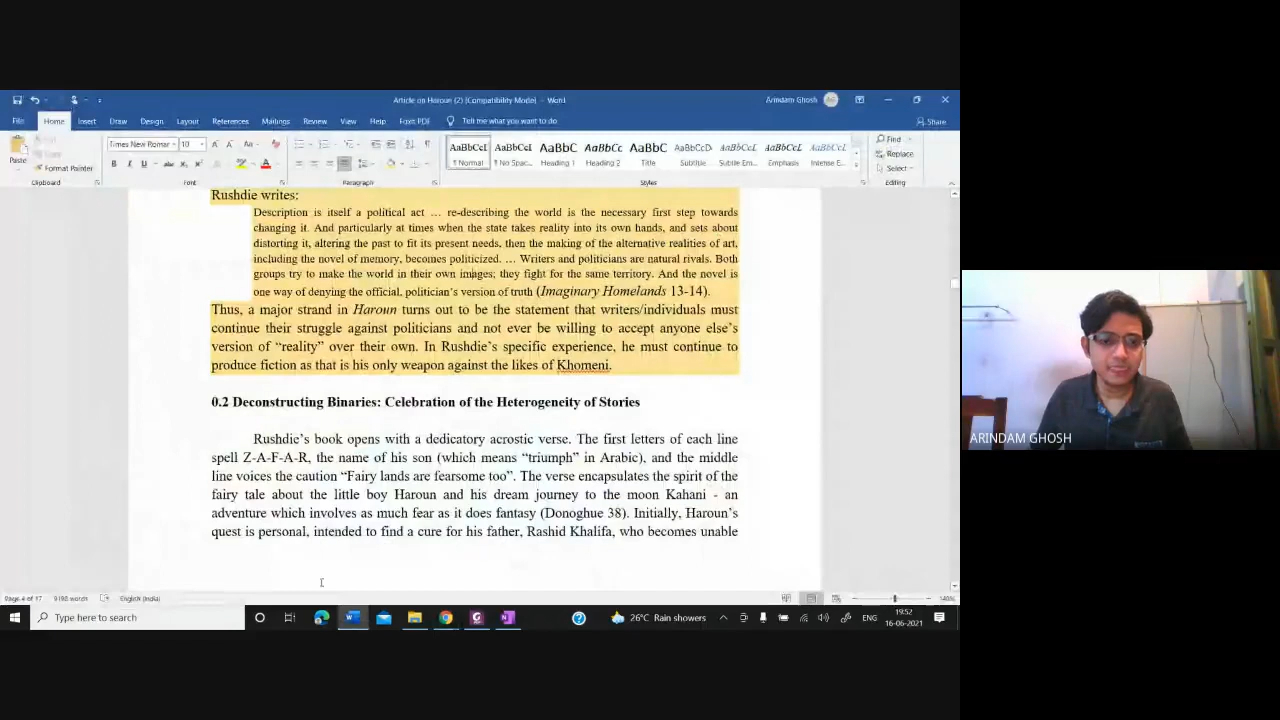 Article on Haroun (2) [Compatibility Mode] - Word
Arindam Ghosh
File Home Insert Draw Design Layout References Mailings Review View Help Foxit PDF Tell me what you want to do
Share
Paste
Format Painter
Times New Roman 10
AaBbCcI AaBbCcI AaBbC AaBbCc AaBbC AaBbCcD AaBbCcI AaBbCcI AaBbCcI
¶ Normal ¶ No Spac... Heading 1 Heading 2 Title Subtitle Subtle Em... Emphasis Intense E...
Find
Replace
Select
Clipboard Font Paragraph Styles Editing
Rushdie writes:
Description is itself a political act … re-describing the world is the necessary first step towards
changing it. And particularly at times when the state takes reality into its own hands, and sets about
distorting it, altering the past to fit its present needs, then the making of the alternative realities of art,
including the novel of memory, becomes politicized. … Writers and politicians are natural rivals. Both
groups try to make the world in their own images; they fight for the same territory. And the novel is
one way of denying the official, politician’s version of truth (Imaginary Homelands 13-14).
Thus, a major strand in Haroun turns out to be the statement that writers/individuals must
continue their struggle against politicians and not ever be willing to accept anyone else’s
version of “reality” over their own. In Rushdie’s specific experience, he must continue to
produce fiction as that is his only weapon against the likes of Khomeni.
0.2 Deconstructing Binaries: Celebration of the Heterogeneity of Stories
Rushdie’s book opens with a dedicatory acrostic verse. The first letters of each line
spell Z-A-F-A-R, the name of his son (which means “triumph” in Arabic), and the middle
line voices the caution “Fairy lands are fearsome too”. The verse encapsulates the spirit of the
fairy tale about the little boy Haroun and his dream journey to the moon Kahani - an
adventure which involves as much fear as it does fantasy (Donoghue 38). Initially, Haroun’s
quest is personal, intended to find a cure for his father, Rashid Khalifa, who becomes unable
ARINDAM GHOSH
Page 4 of 17 9198 words English (India) 140%
Type here to search
26°C Rain showers
ENG
19:52
16-06-2021